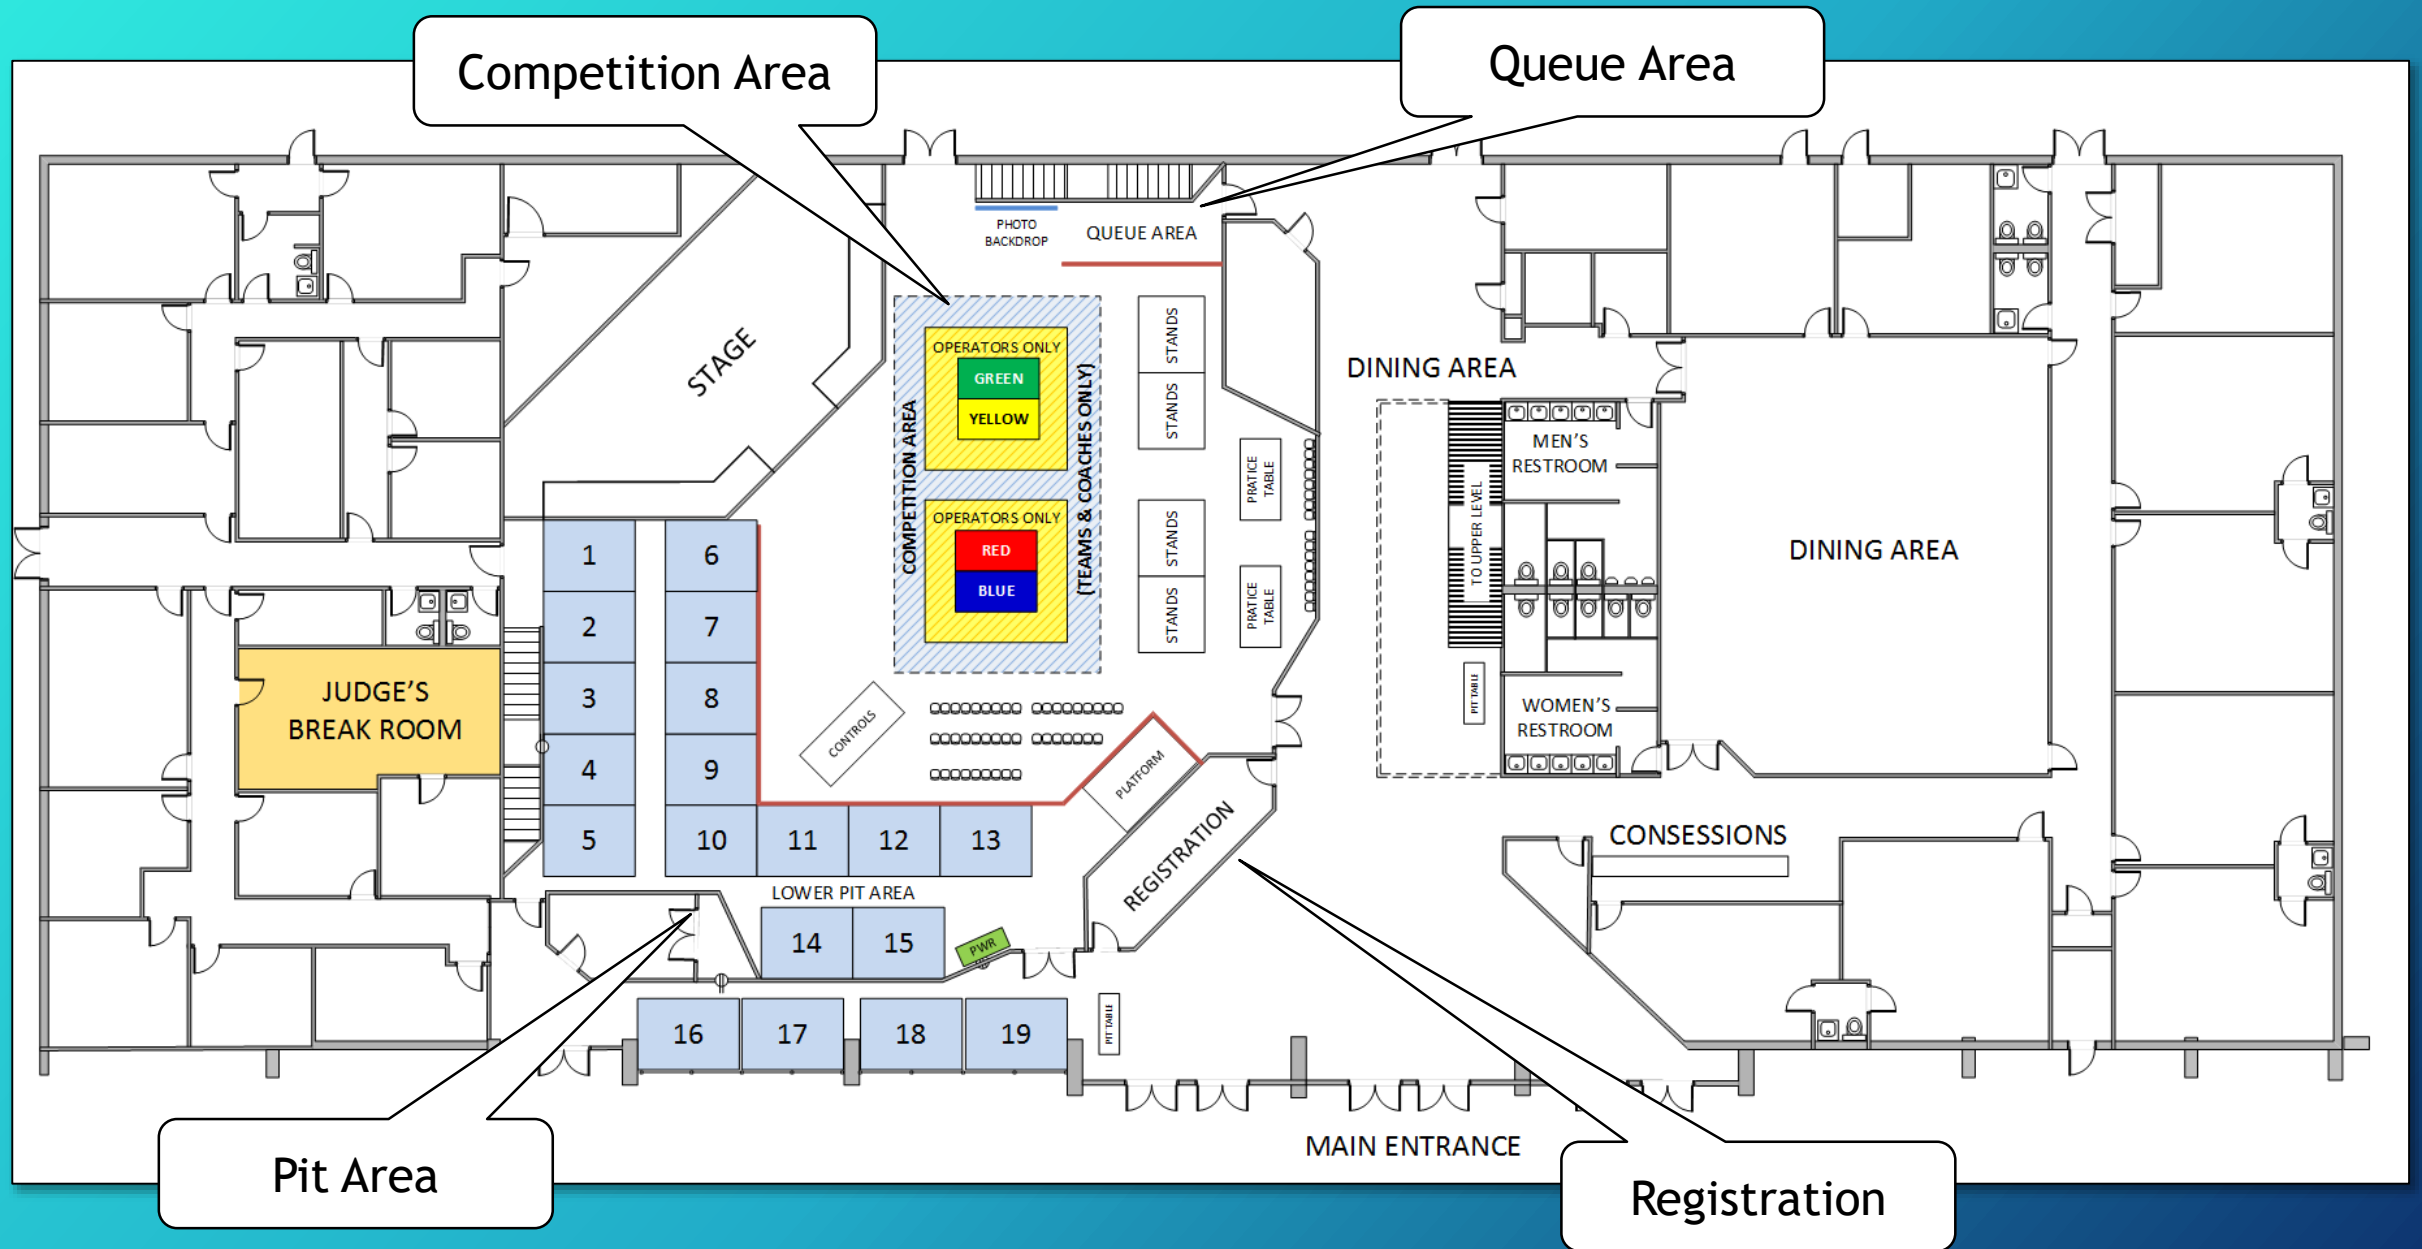 Competition Area
Queue Area
PHOTO
BACKDROP
QUEUE AREA
STAGE
COMPETITION AREA
(TEAMS & COACHES ONLY)
OPERATORS ONLY
GREEN
YELLOW
OPERATORS ONLY
RED
BLUE
STANDS
STANDS
STANDS
STANDS
PRATICE
TABLE
PRATICE
TABLE
DINING AREA
MEN'S
RESTROOM
TO UPPER LEVEL
DINING AREA
PIT TABLE
WOMEN'S
RESTROOM
JUDGE'S
BREAK ROOM
1
2
3
4
5
6
7
8
9
10
11
12
13
CONTROLS
PLATFORM
REGISTRATION
CONSESSIONS
LOWER PIT AREA
14
15
PWR
16
17
18
19
PIT TABLE
MAIN ENTRANCE
Pit Area
Registration